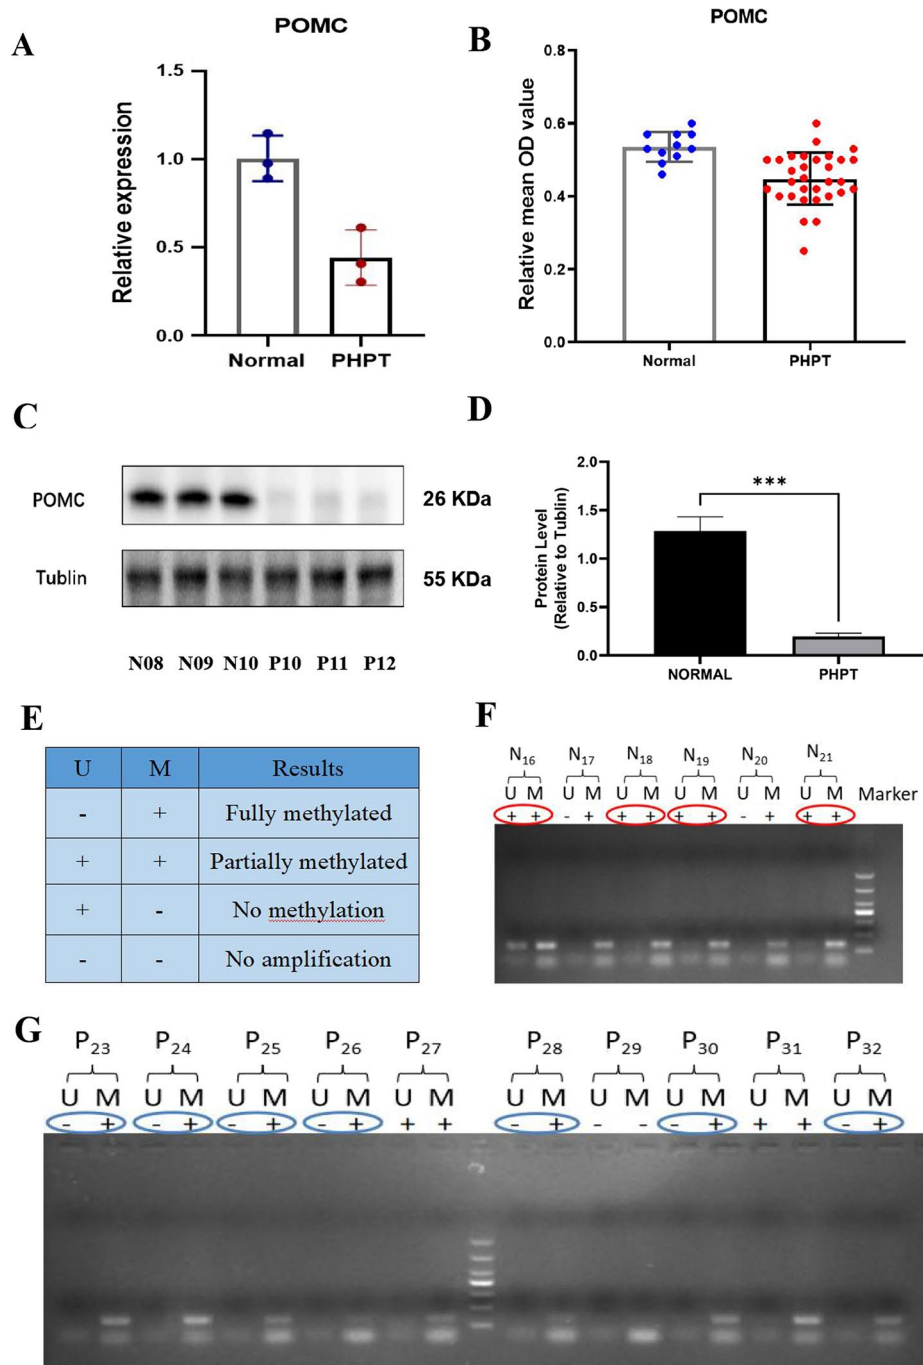 A
POMC
Relative expression
1.5
1.0
0.5
0.0
Normal PHPT
B
POMC
Relative mean OD value
0.8
0.6
0.4
0.2
0.0
Normal PHPT
C
POMC 26 KDa
Tublin 55 KDa
N08 N09 N10 P10 P11 P12
D
Protein Level
(Relative to Tublin)
2.0
1.5
1.0
0.5
0.0
***
NORMAL PHPT
E
U M Results
- + Fully methylated
+ + Partially methylated
+ - No methylation
- - No amplification
F
N16 N17 N18 N19 N20 N21
U M U M U M U M U M U M Marker
+ + - + + + + + - + + +
G
P23 P24 P25 P26 P27 P28 P29 P30 P31 P32
U M U M U M U M U M U M U M U M U M U M
- + - + - + - + + + - + - - - + + + - +